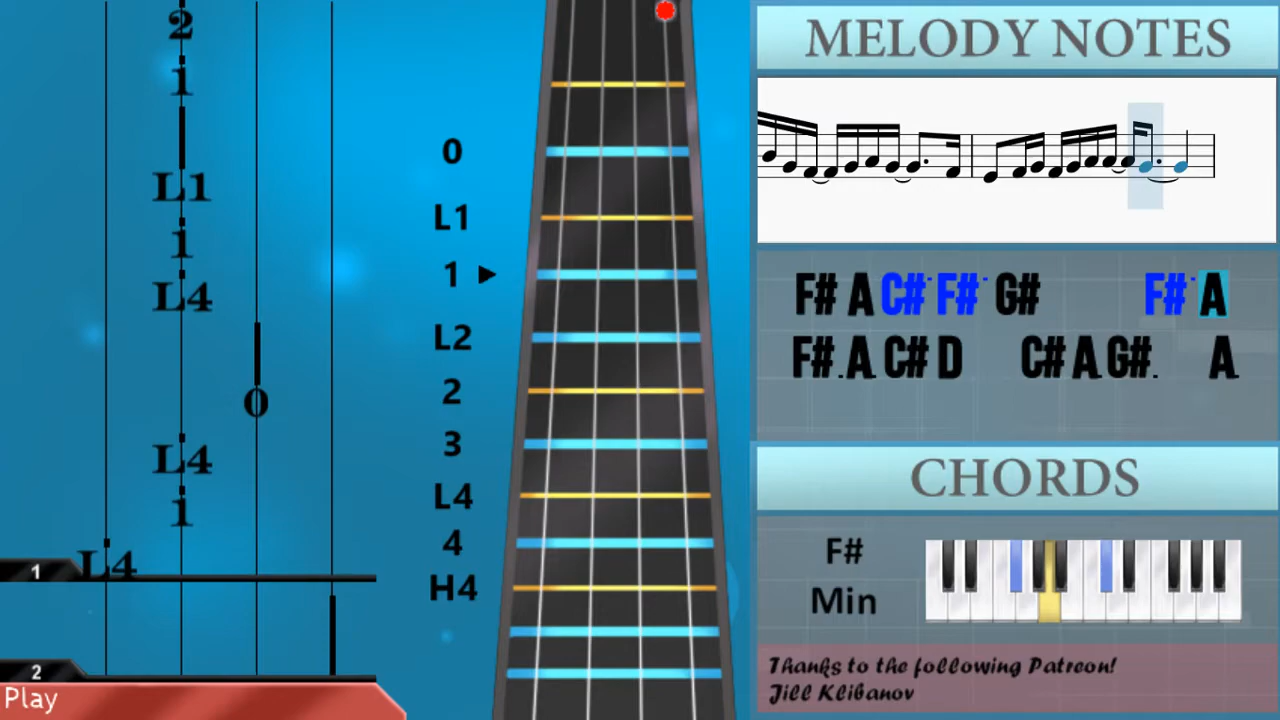 2
1
L1
1
L4
0
L4
1
L4
1
2
Play
0
L1
1
L2
2
3
L4
4
H4
MELODY NOTES
F# A C# F# G# F# A
F#.A C# D C# A G#. A
CHORDS
F#
Min
Thanks to the following Patreon!
Jill Klibanov